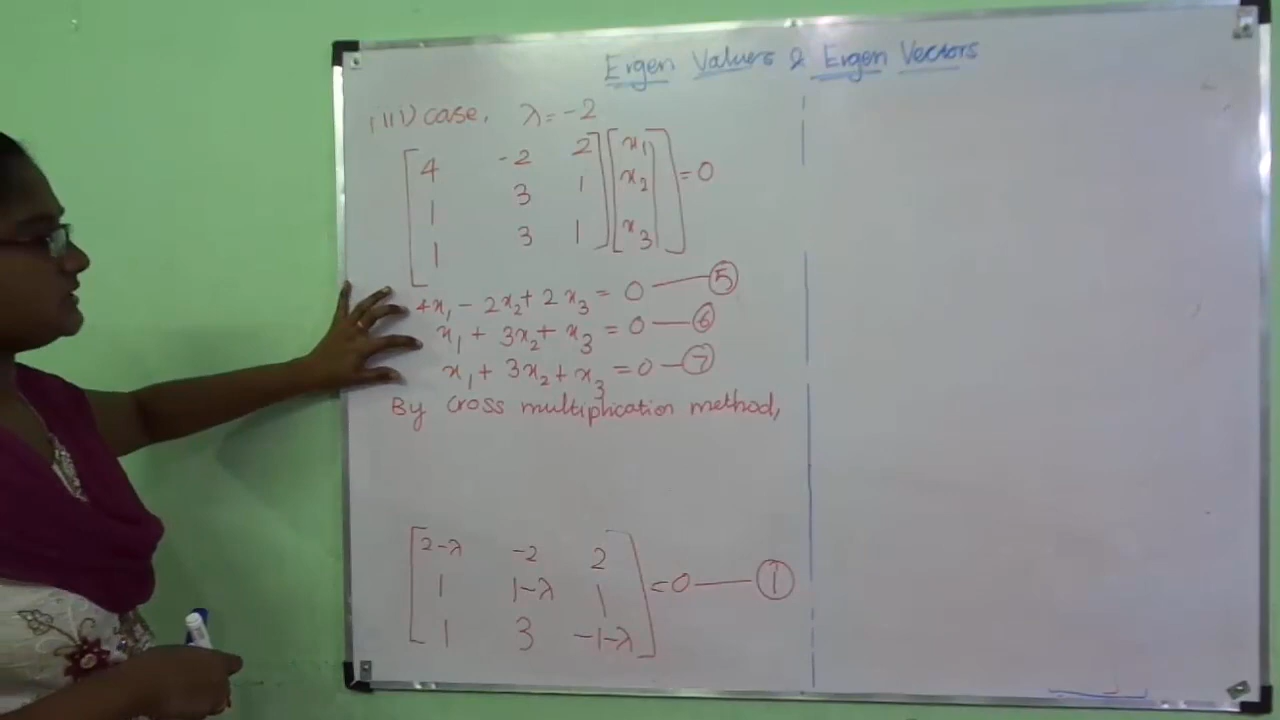 Eigen Values & Eigen Vectors
(iii) case, λ = -2
[4 -2 2] [x₁]
[1 3 1] [x₂] = 0
[1 3 1] [x₃]
4x₁ - 2x₂ + 2x₃ = 0 — ⑤
x₁ + 3x₂ + x₃ = 0 — ⑥
x₁ + 3x₂ + x₃ = 0 — ⑦
By cross multiplication method,
[2-λ -2 2]
[1 1-λ 1] = 0 — ①
[1 3 -1-λ]